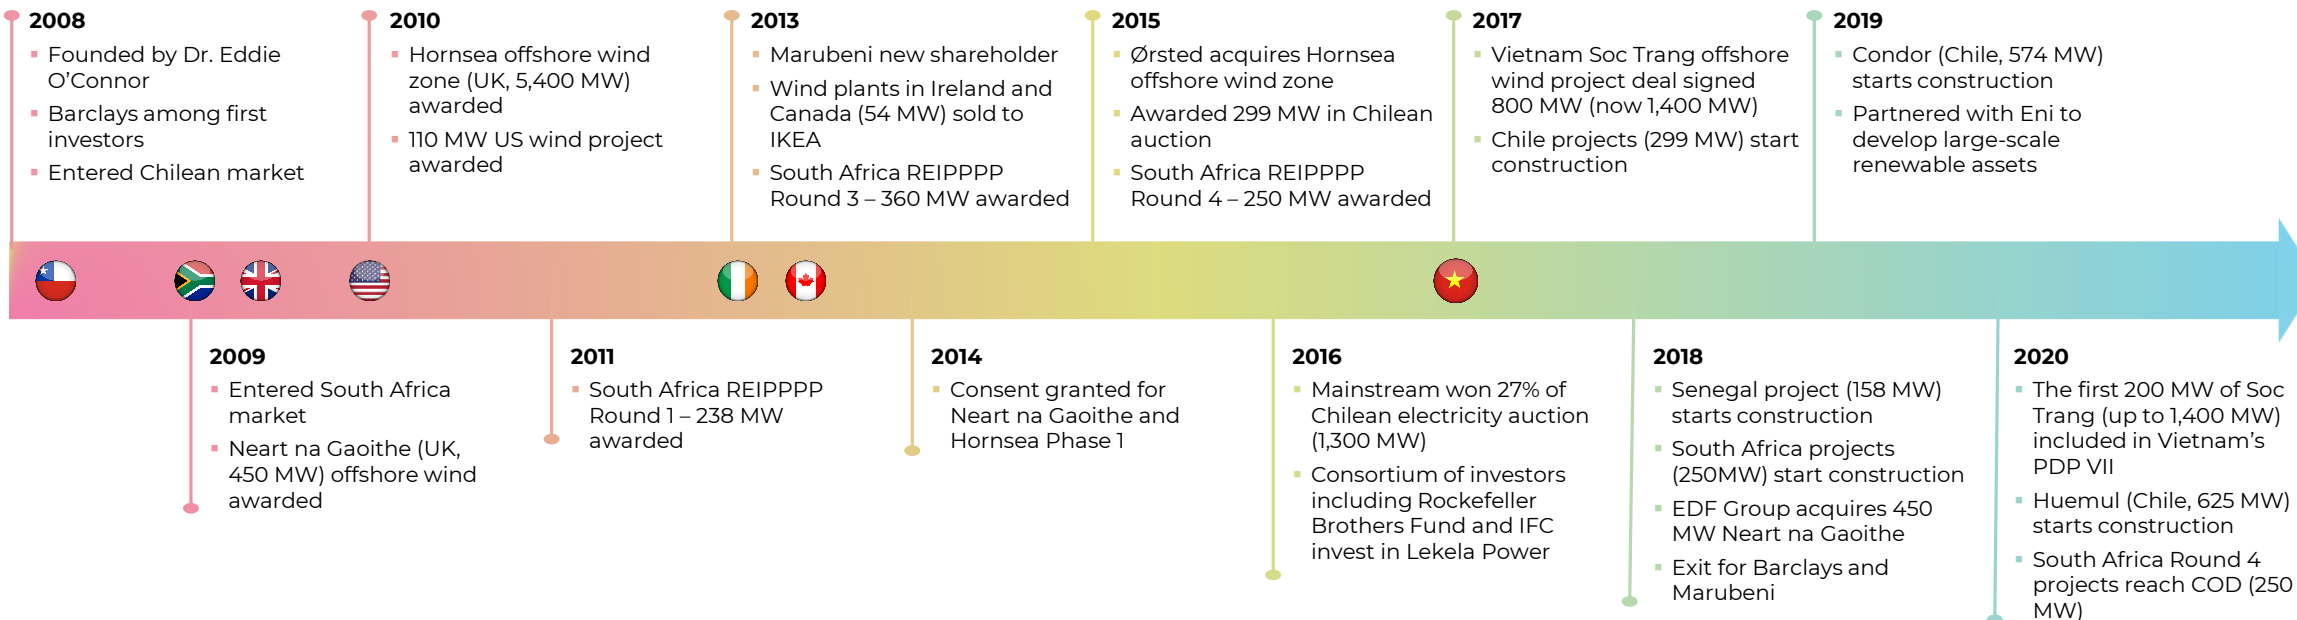 2008
Founded by Dr. Eddie
O’Connor
Barclays among first
investors
Entered Chilean market
2010
Hornsea offshore wind
zone (UK, 5,400 MW)
awarded
110 MW US wind project
awarded
2013
Marubeni new shareholder
Wind plants in Ireland and
Canada (54 MW) sold to
IKEA
South Africa REIPPPP
Round 3 – 360 MW awarded
2015
Ørsted acquires Hornsea
offshore wind zone
Awarded 299 MW in Chilean
auction
South Africa REIPPPP
Round 4 – 250 MW awarded
2017
Vietnam Soc Trang offshore
wind project deal signed
800 MW (now 1,400 MW)
Chile projects (299 MW) start
construction
2019
Condor (Chile, 574 MW)
starts construction
Partnered with Eni to
develop large-scale
renewable assets
2009
Entered South Africa
market
Neart na Gaoithe (UK,
450 MW) offshore wind
awarded
2011
South Africa REIPPPP
Round 1 – 238 MW
awarded
2014
Consent granted for
Neart na Gaoithe and
Hornsea Phase 1
2016
Mainstream won 27% of
Chilean electricity auction
(1,300 MW)
Consortium of investors
including Rockefeller
Brothers Fund and IFC
invest in Lekela Power
2018
Senegal project (158 MW)
starts construction
South Africa projects
(250MW) start construction
EDF Group acquires 450
MW Neart na Gaoithe
Exit for Barclays and
Marubeni
2020
The first 200 MW of Soc
Trang (up to 1,400 MW)
included in Vietnam’s
PDP VII
Huemul (Chile, 625 MW)
starts construction
South Africa Round 4
projects reach COD (250
MW)